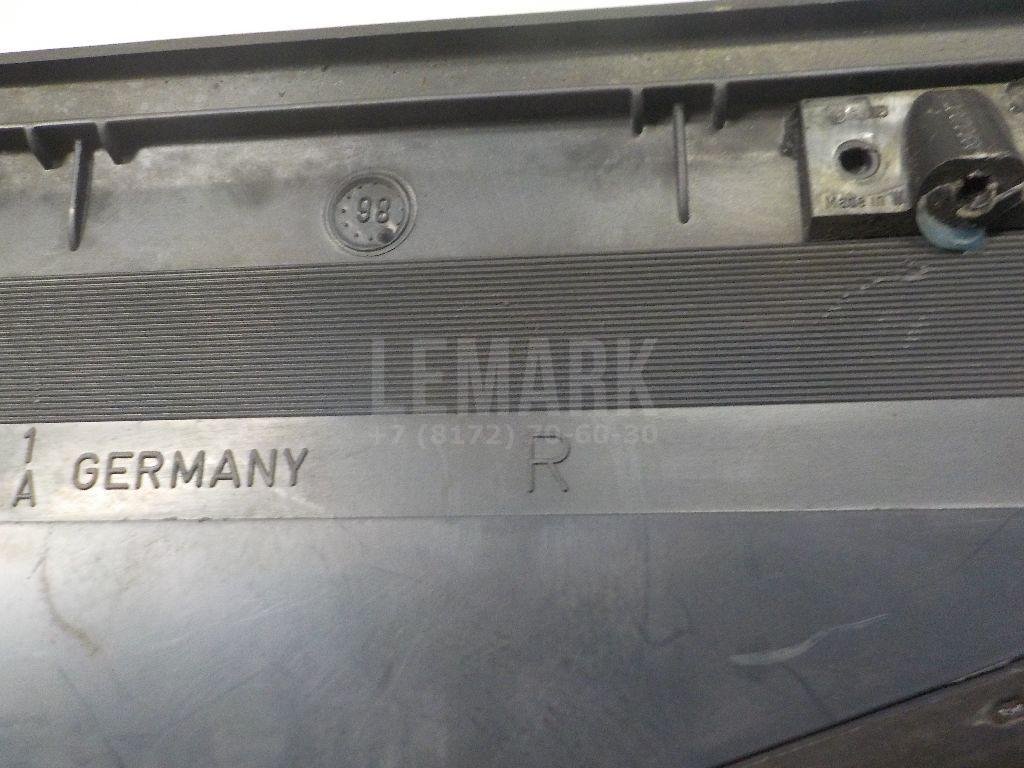 98
Made in
LEMARK
+7 (8172) 70-60-30
1
A
GERMANY
R